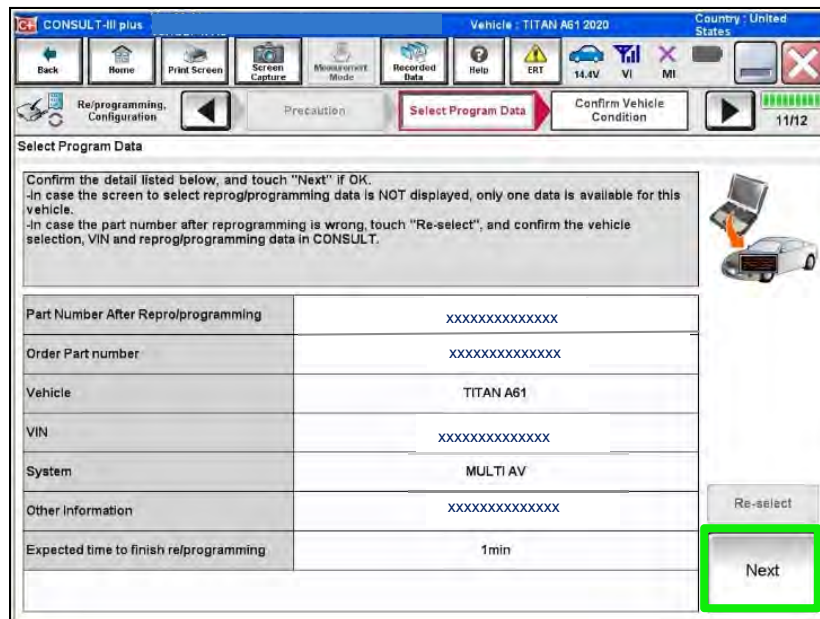 C+ CONSULT-III plus Vehicle : TITAN A61 2020 Country : United States
Back Home Print Screen Screen Capture Measurement Mode Recorded Data Help ERT 14.4V VI MI
Re/programming, Configuration Precaution Select Program Data Confirm Vehicle Condition 11/12
Select Program Data
Confirm the detail listed below, and touch "Next" if OK.
-In case the screen to select reprog/programming data is NOT displayed, only one data is available for this
vehicle.
-In case the part number after reprogramming is wrong, touch "Re-select", and confirm the vehicle
selection, VIN and reprog/programming data in CONSULT.
Part Number After Repro/programming XXXXXXXXXXXXXX
Order Part number XXXXXXXXXXXXXX
Vehicle TITAN A61
VIN XXXXXXXXXXXXXX
System MULTI AV
Other Information XXXXXXXXXXXXXX
Re-select
Expected time to finish re/programming 1min
Next